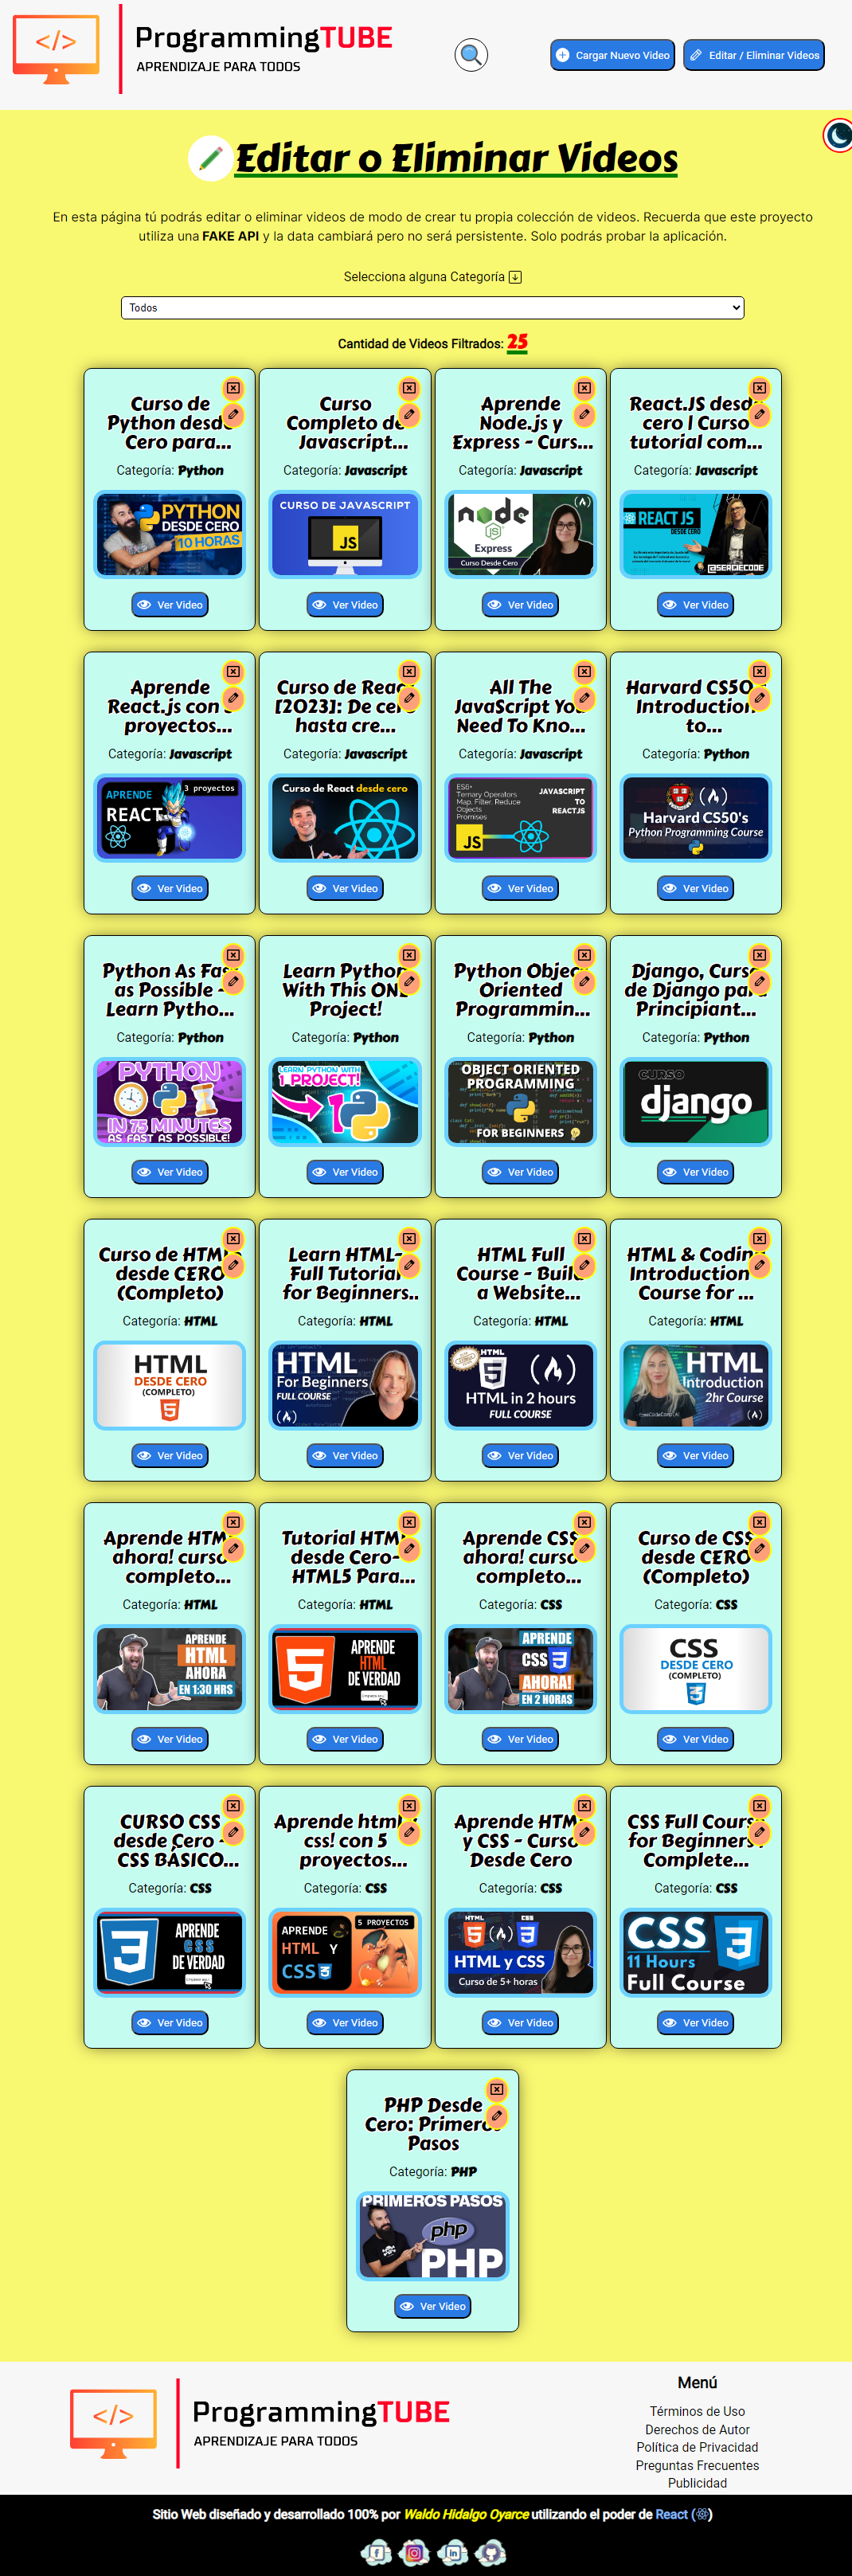 </>
ProgrammingTUBE
APRENDIZAJE PARA TODOS
Cargar Nuevo Video
Editar / Eliminar Videos
Editar o Eliminar Videos
En esta página tú podrás editar o eliminar videos de modo de crear tu propia colección de videos. Recuerda que este proyecto
utiliza una FAKE API y la data cambiará pero no será persistente. Solo podrás probar la aplicación.
Selecciona alguna Categoría
Todos
Cantidad de Videos Filtrados: 25
Curso de
Python desde
Cero para...
Categoría: Python
PYTHON
DESDE CERO
10 HORAS
Ver Video
Curso
Completo de
Javascript...
Categoría: Javascript
CURSO DE JAVASCRIPT
JS
Ver Video
Aprende
Node.js y
Express - Curs...
Categoría: Javascript
node
JS
Express
Curso Desde Cero
Ver Video
React.JS desde
cero | Curso
tutorial com...
Categoría: Javascript
REACT JS
DESDE CERO
@SERGIECODE
Ver Video
Aprende
React.js con
proyectos...
Categoría: Javascript
3 proyectos
APRENDE
REACT
Ver Video
Curso de React
[2023]: De cero
hasta cre...
Categoría: Javascript
Curso de React desde cero
Ver Video
All The
JavaScript You
Need To Kno...
Categoría: Javascript
ES6+
Ternary Operators
Map, Filter, Reduce
Objects
Promises
JAVASCRIPT
TO
REACTJS
JS
Ver Video
Harvard CS50
Introduction
to...
Categoría: Python
Harvard CS50's
Python Programming Course
Ver Video
Python As Fast
as Possible -
Learn Pytho...
Categoría: Python
PYTHON
IN 75 MINUTES
AS FAST AS POSSIBLE!
Ver Video
Learn Python
With This ONE
Project!
Categoría: Python
LEARN PYTHON WITH
1 PROJECT!
1
Ver Video
Python Object
Oriented
Programmin...
Categoría: Python
OBJECT ORIENTED
PROGRAMMING
FOR BEGINNERS
Ver Video
Django, Curso
de Django para
Principiant...
Categoría: Python
CURSO
django
Ver Video
Curso de HTML
desde CERO
(Completo)
Categoría: HTML
HTML
DESDE CERO
(COMPLETO)
5
Ver Video
Learn HTML-
Full Tutorial
for Beginners..
Categoría: HTML
HTML
For Beginners
FULL COURSE
Ver Video
HTML Full
Course - Build
a Website...
Categoría: HTML
HTML
5
HTML in 2 hours
FULL COURSE
Ver Video
HTML & Coding
Introduction
Course for ...
Categoría: HTML
HTML
Introduction
2hr Course
Ver Video
Aprende HTML
ahora! curso
completo...
Categoría: HTML
APRENDE
HTML
AHORA
EN 1:30 HRS
Ver Video
Tutorial HTML
desde Cero-
HTML5 Para...
Categoría: HTML
5
APRENDE
HTML
DE VERDAD
Ver Video
Aprende CSS
ahora! curso
completo...
Categoría: CSS
APRENDE
CSS
AHORA!
EN 2 HORAS
Ver Video
Curso de CSS
desde CERO
(Completo)
Categoría: CSS
CSS
DESDE CERO
(COMPLETO)
3
Ver Video
CURSO CSS
desde Cero -
CSS BÁSICO...
Categoría: CSS
3
APRENDE
CSS
DE VERDAD
Ver Video
Aprende html
css! con 5
proyectos...
Categoría: CSS
5 PROYECTOS
APRENDE
HTML Y
CSS
Ver Video
Aprende HTML
y CSS - Curso
Desde Cero
Categoría: CSS
HTML
CSS
5
3
HTML y CSS
Curso de 5+ horas
Ver Video
CSS Full Course
for Beginners
Complete...
Categoría: CSS
CSS
3
11 Hours
Full Course
Ver Video
PHP Desde
Cero: Primeros
Pasos
Categoría: PHP
PRIMEROS PASOS
php
PHP
Ver Video
</>
ProgrammingTUBE
APRENDIZAJE PARA TODOS
Menú
Términos de Uso
Derechos de Autor
Política de Privacidad
Preguntas Frecuentes
Publicidad
Sitio Web diseñado y desarrollado 100% por Waldo Hidalgo Oyarce utilizando el poder de React ()